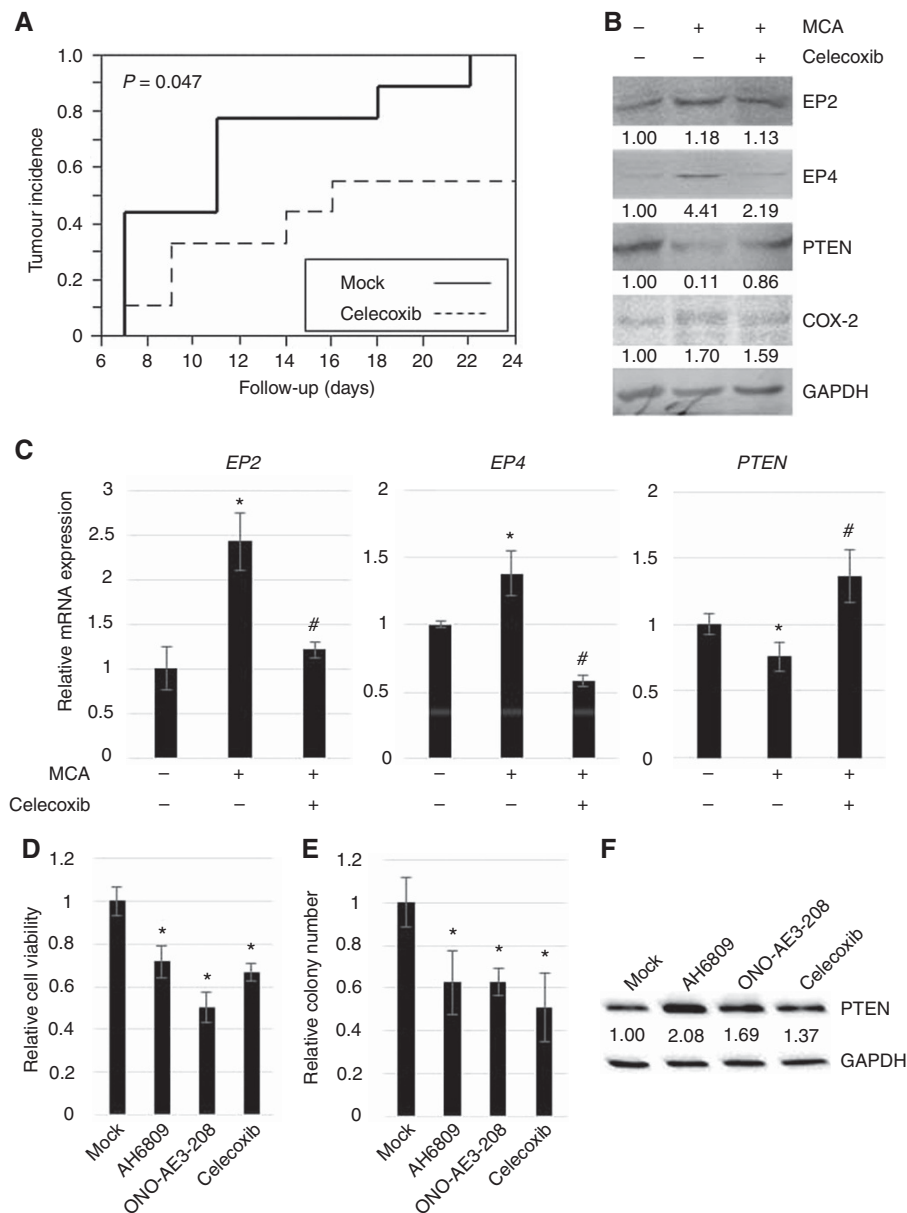 A
P = 0.047
1.0
0.8
0.6
0.4
0.2
0
Tumour incidence
Mock
Celecoxib
6 8 10 12 14 16 18 20 22 24
Follow-up (days)
B
– + + MCA
– – + Celecoxib
EP2
1.00 1.18 1.13
EP4
1.00 4.41 2.19
PTEN
1.00 0.11 0.86
COX-2
1.00 1.70 1.59
GAPDH
C
Relative mRNA expression
EP2
3
2.5
2
1.5
1
0.5
0
*
#
EP4
2
1.5
1
0.5
0
*
#
PTEN
2
1
0
*
#
MCA – + + – + + – + +
Celecoxib – – + – – + – – +
D
Relative cell viability
1.2
1
0.8
0.6
0.4
0.2
0
* * *
Mock
AH6809
ONO-AE3-208
Celecoxib
E
Relative colony number
1.2
1
0.8
0.6
0.4
0.2
0
* * *
Mock
AH6809
ONO-AE3-208
Celecoxib
F
Mock
AH6809
ONO-AE3-208
Celecoxib
PTEN
1.00 2.08 1.69 1.37
GAPDH